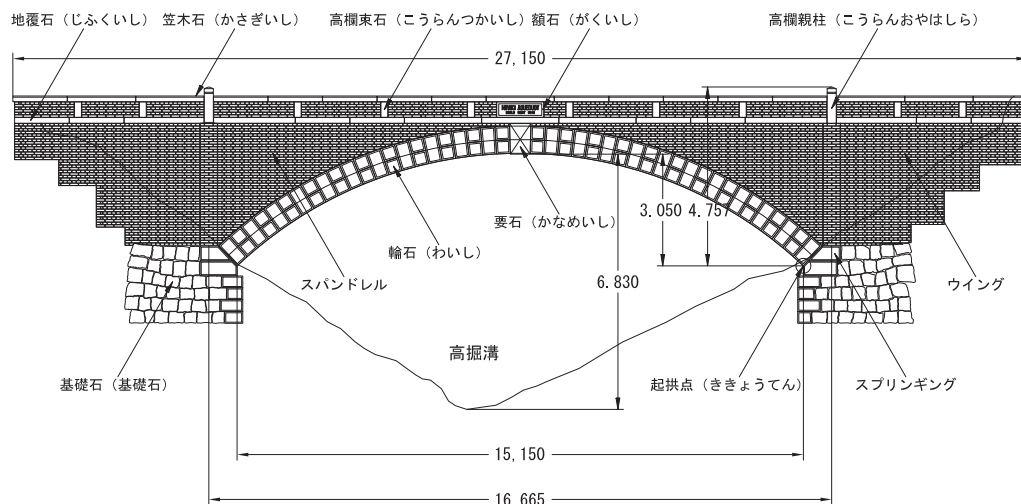 地覆石（じふくいし） 笠木石（かさぎいし） 高欄束石（こうらんつかいし） 額石（がくいし） 高欄親柱（こうらんおやはしら）
27,150
3.050 4.757
要石（かなめいし）
輪石（わいし）
スパンドレル
6.830
ウイング
高掘溝
基礎石（基礎石）
起拱点（ききょうてん）
スプリンギング
15,150
16,665